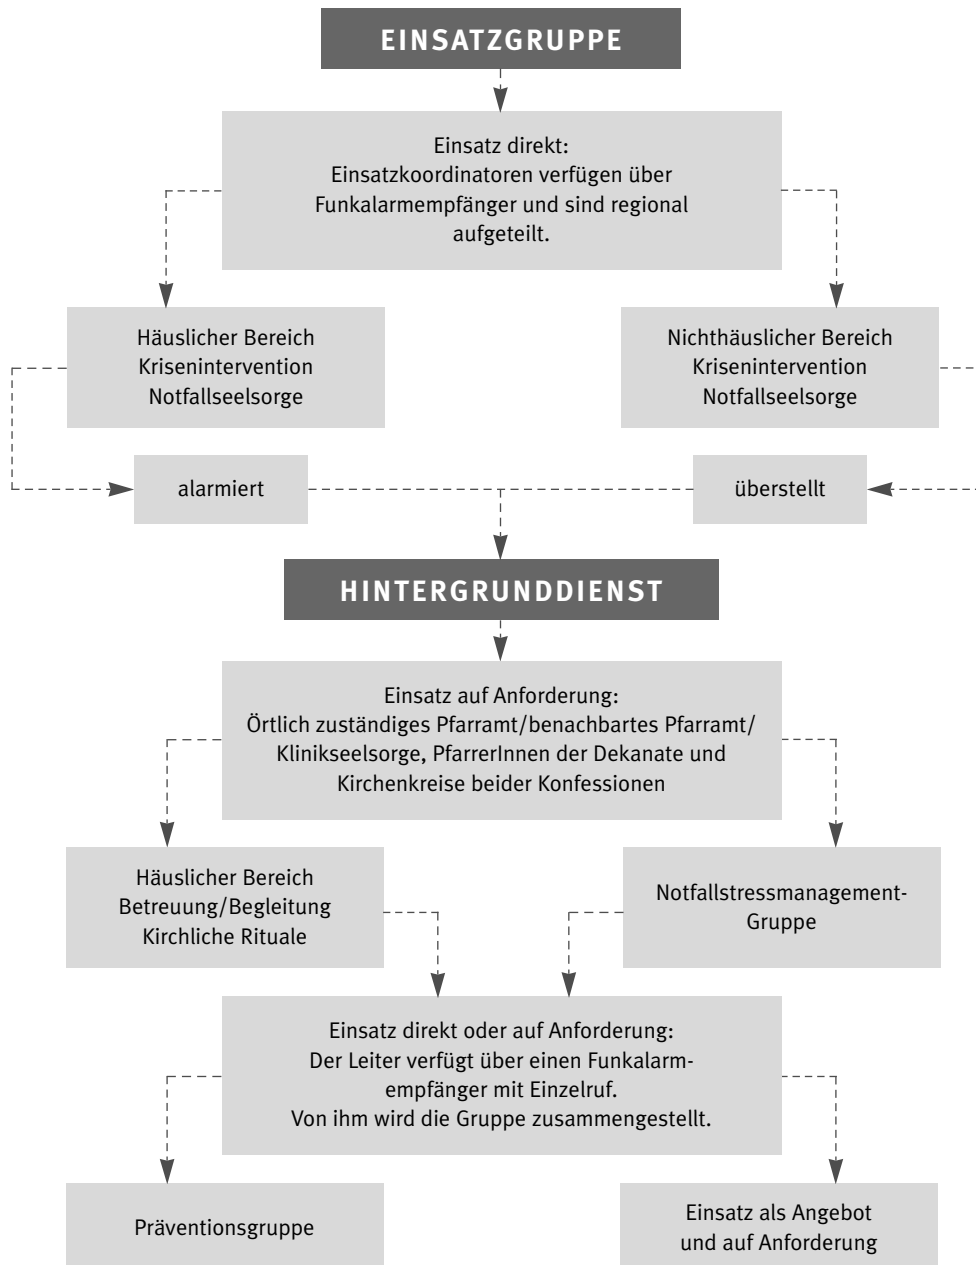 EINSATZGRUPPE
Einsatz direkt:
Einsatzkoordinatoren verfügen über
Funkalarmempfänger und sind regional
aufgeteilt.
Häuslicher Bereich
Krisenintervention
Notfallseelsorge
Nichthäuslicher Bereich
Krisenintervention
Notfallseelsorge
alarmiert
überstellt
HINTERGRUNDDIENST
Einsatz auf Anforderung:
Örtlich zuständiges Pfarramt/benachbartes Pfarramt/
Klinikseelsorge, PfarrerInnen der Dekanate und
Kirchenkreise beider Konfessionen
Häuslicher Bereich
Betreuung/Begleitung
Kirchliche Rituale
Notfallstressmanagement-
Gruppe
Einsatz direkt oder auf Anforderung:
Der Leiter verfügt über einen Funkalarm-
empfänger mit Einzelruf.
Von ihm wird die Gruppe zusammengestellt.
Präventionsgruppe
Einsatz als Angebot
und auf Anforderung